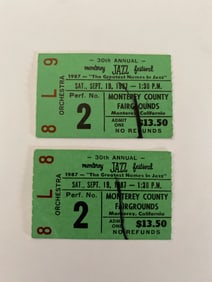 8 L 9
ORCHESTRA
— 30th ANNUAL —
monterey JAZZ festival
1987 - "The Greatest Names In Jazz"
SAT., SEPT. 19, 1987 — 1:30 P.M.
Perf. No.
2
MONTEREY COUNTY
FAIRGROUNDS
Monterey, California
ADMIT
ONE $13.50
NO REFUNDS
8 L 8
ORCHESTRA
— 30th ANNUAL —
monterey JAZZ festival
1987 - "The Greatest Names In Jazz"
SAT., SEPT. 19, 1987 — 1:30 P.M.
Perf. No.
2
MONTEREY COUNTY
FAIRGROUNDS
Monterey, California
ADMIT
ONE $13.50
NO REFUNDS